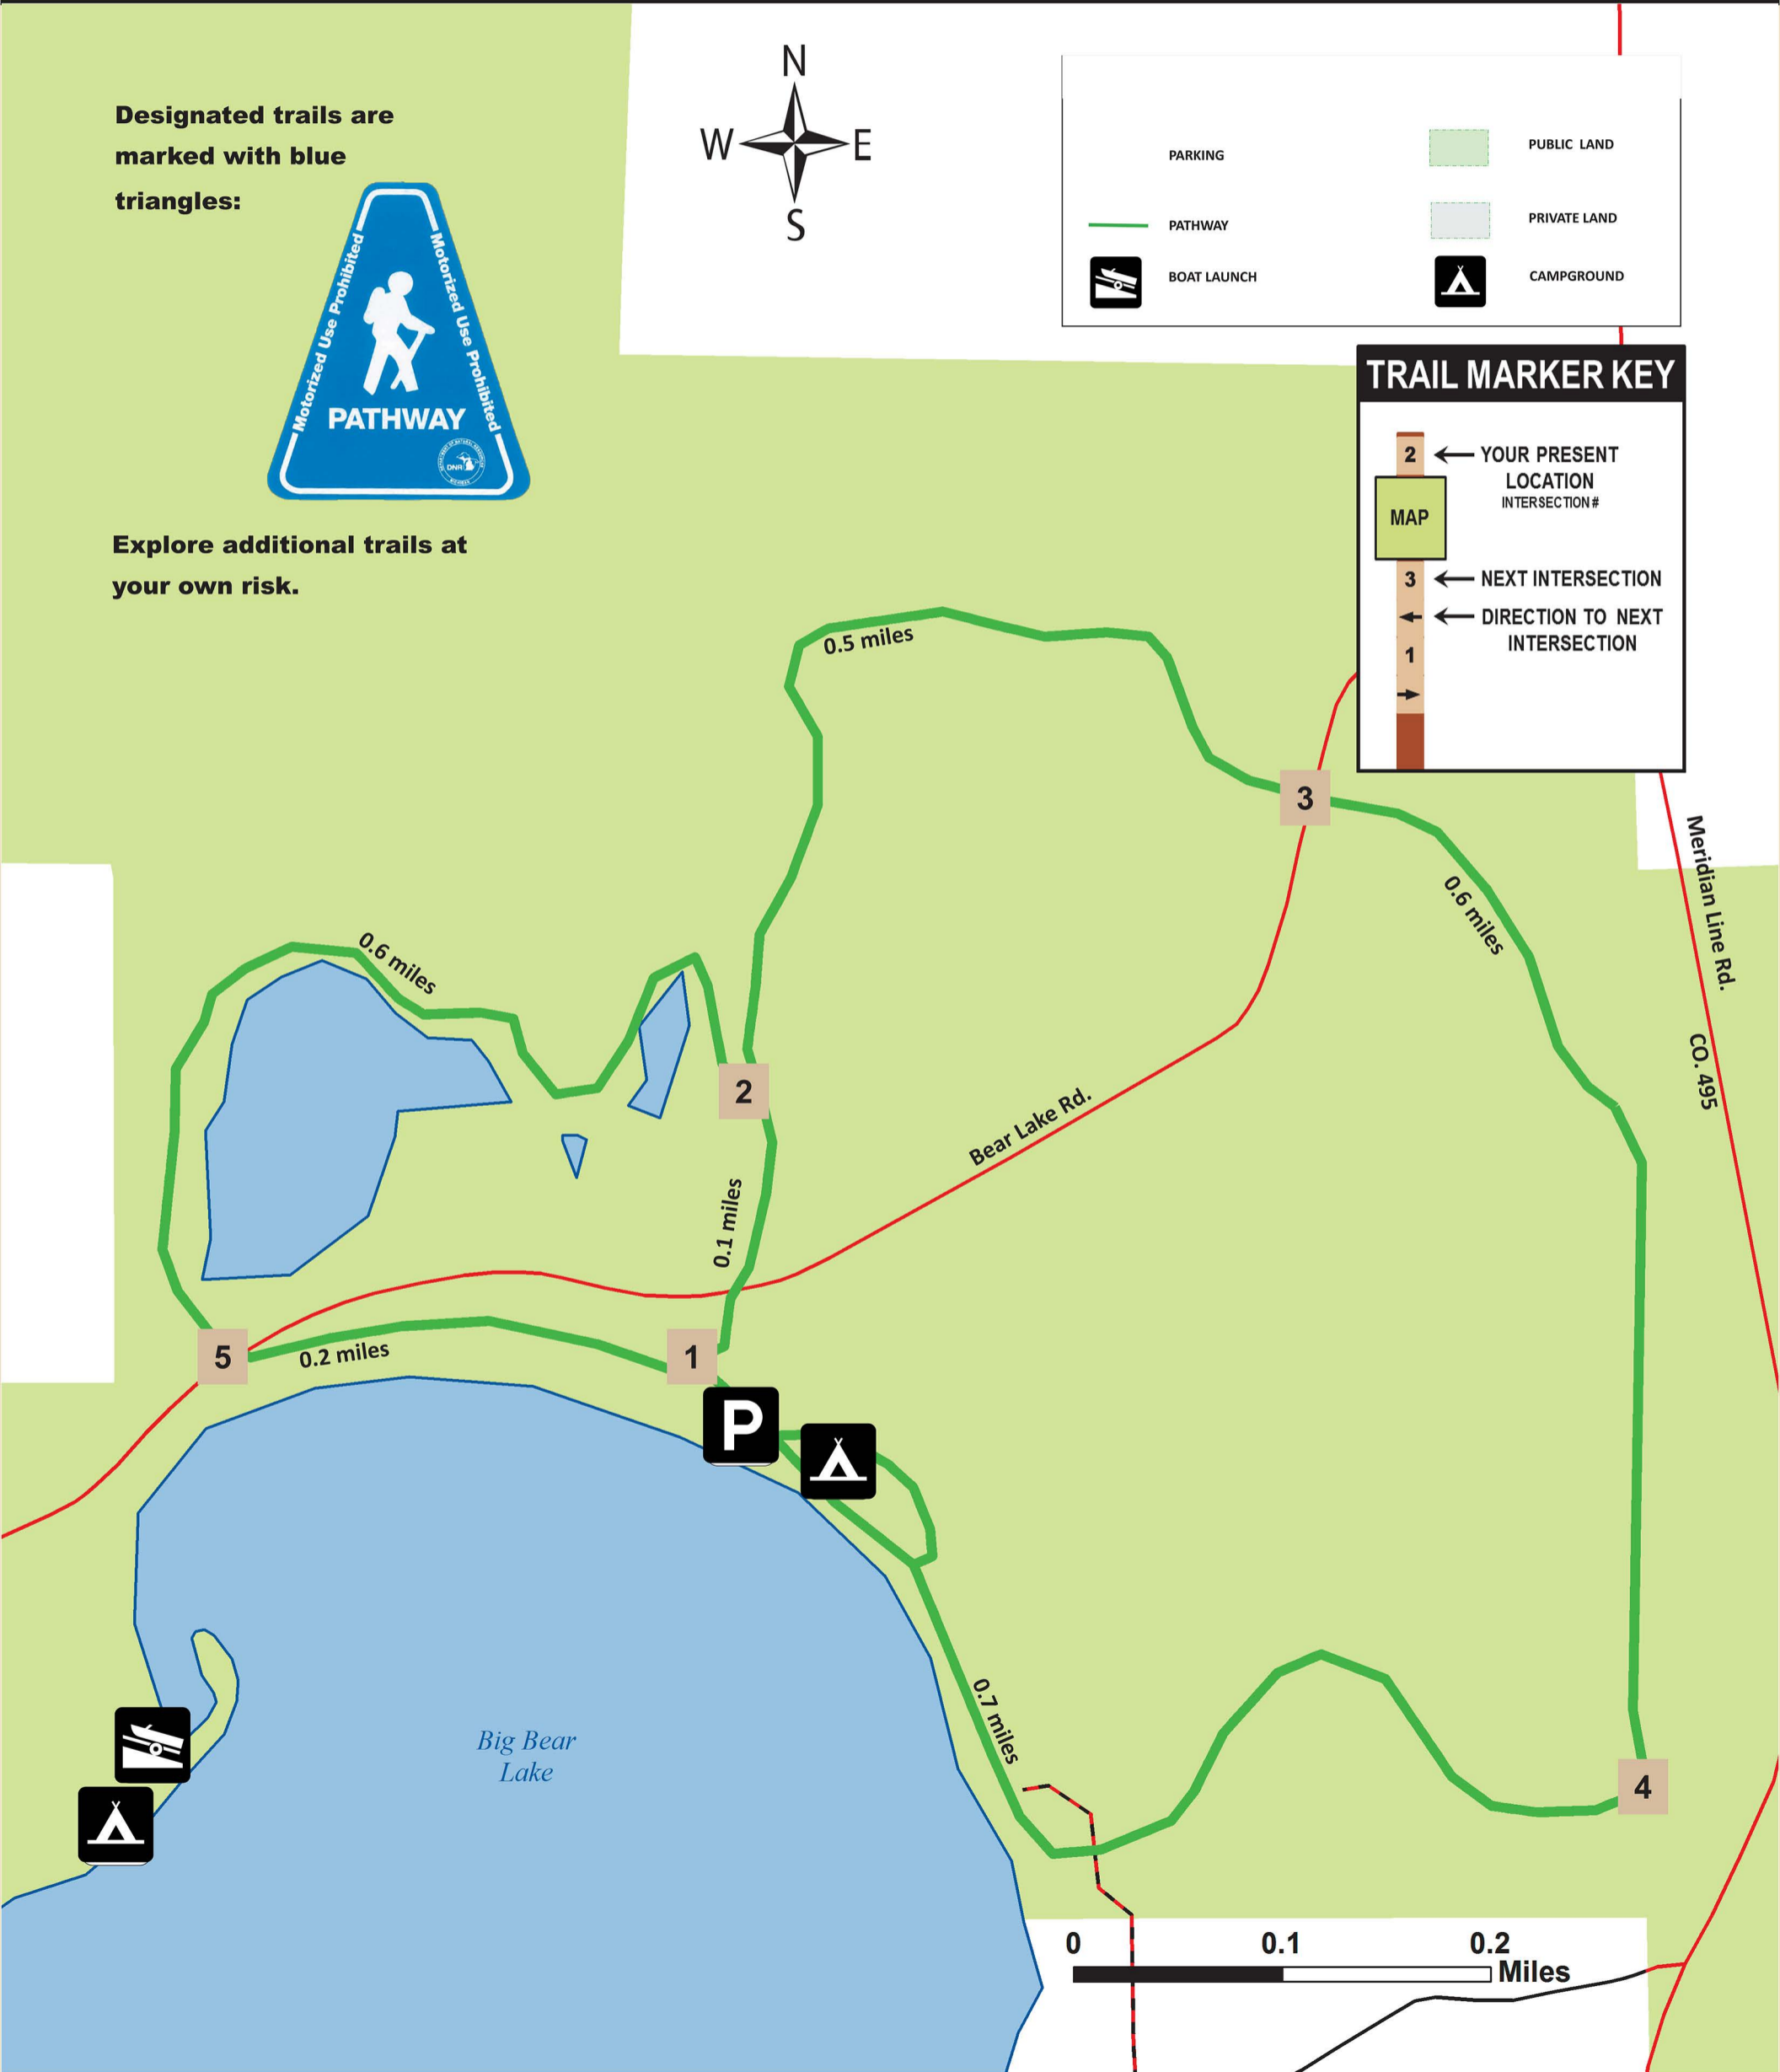 Designated trails are
marked with blue
triangles:
Motorized Use Prohibited
Motorized Use Prohibited
PATHWAY
DNR
Explore additional trails at
your own risk.
N
W
E
S
PARKING
PUBLIC LAND
PATHWAY
PRIVATE LAND
BOAT LAUNCH
CAMPGROUND
TRAIL MARKER KEY
2
YOUR PRESENT
LOCATION
INTERSECTION #
MAP
3
NEXT INTERSECTION
DIRECTION TO NEXT
INTERSECTION
1
0.5 miles
3
0.6 miles
Meridian Line Rd.
CO. 495
0.6 miles
2
Bear Lake Rd.
0.1 miles
5
0.2 miles
1
P
0.7 miles
Big Bear
Lake
4
0
0.1
0.2
Miles